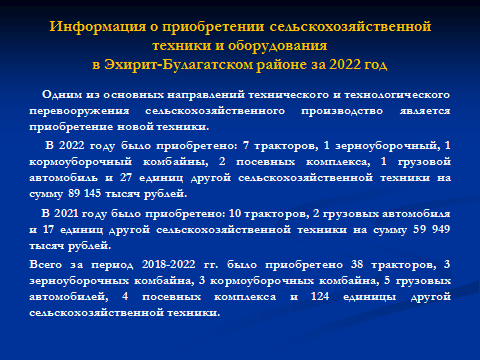 Информация о приобретении сельскохозяйственной
техники и оборудования
в Эхирит-Булагатском районе за 2022 год
Одним из основных направлений технического и технологического
перевооружения сельскохозяйственного производство является
приобретение новой техники.
В 2022 году было приобретено: 7 тракторов, 1 зерноуборочный, 1
кормоуборочный комбайны, 2 посевных комплекса, 1 грузовой
автомобиль и 27 единиц другой сельскохозяйственной техники на
сумму 89 145 тысяч рублей.
В 2021 году было приобретено: 10 тракторов, 2 грузовых автомобиля
и 17 единиц другой сельскохозяйственной техники на сумму 59 949
тысяч рублей.
Всего за период 2018-2022 гг. было приобретено 38 тракторов, 3
зерноуборочных комбайна, 3 кормоуборочных комбайна, 5 грузовых
автомобилей, 4 посевных комплекса и 124 единицы другой
сельскохозяйственной техники.